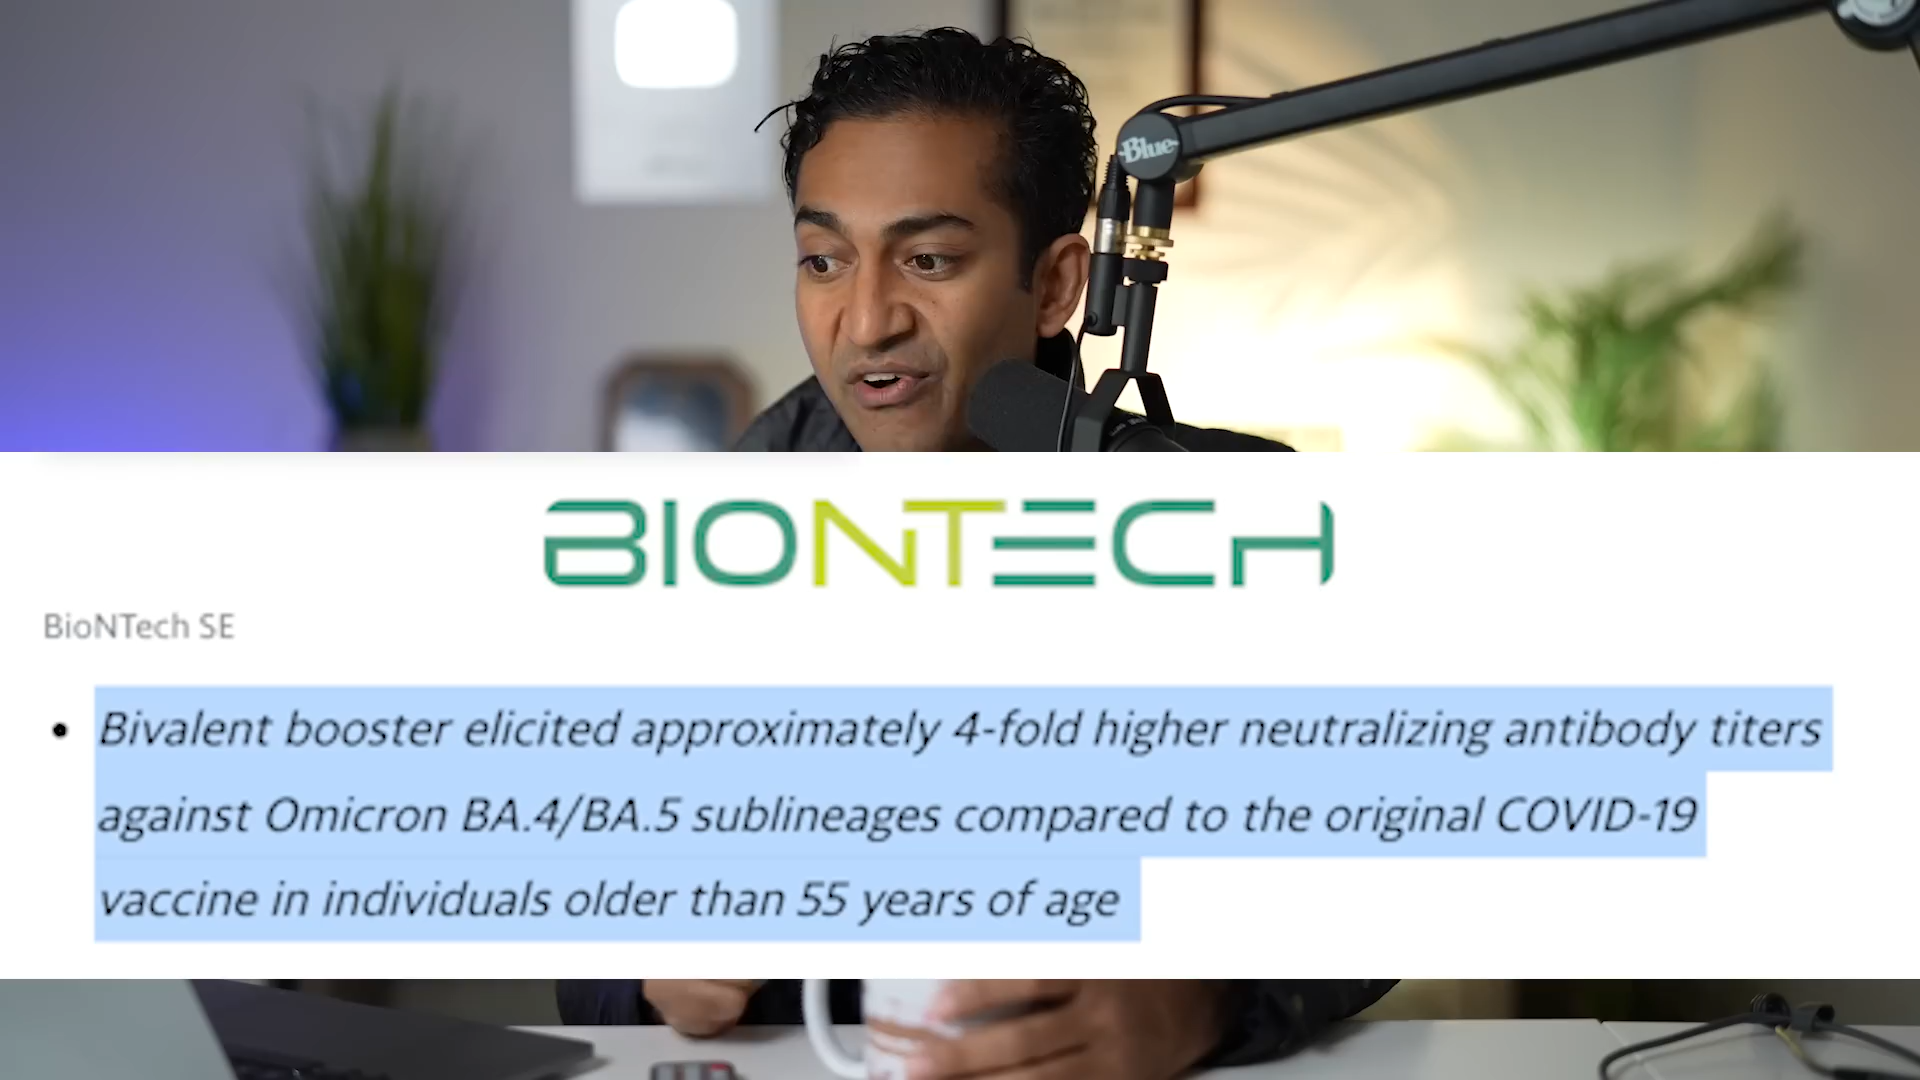 Blue
BIONTECH
BioNTech SE
• Bivalent booster elicited approximately 4-fold higher neutralizing antibody titers
against Omicron BA.4/BA.5 sublineages compared to the original COVID-19
vaccine in individuals older than 55 years of age